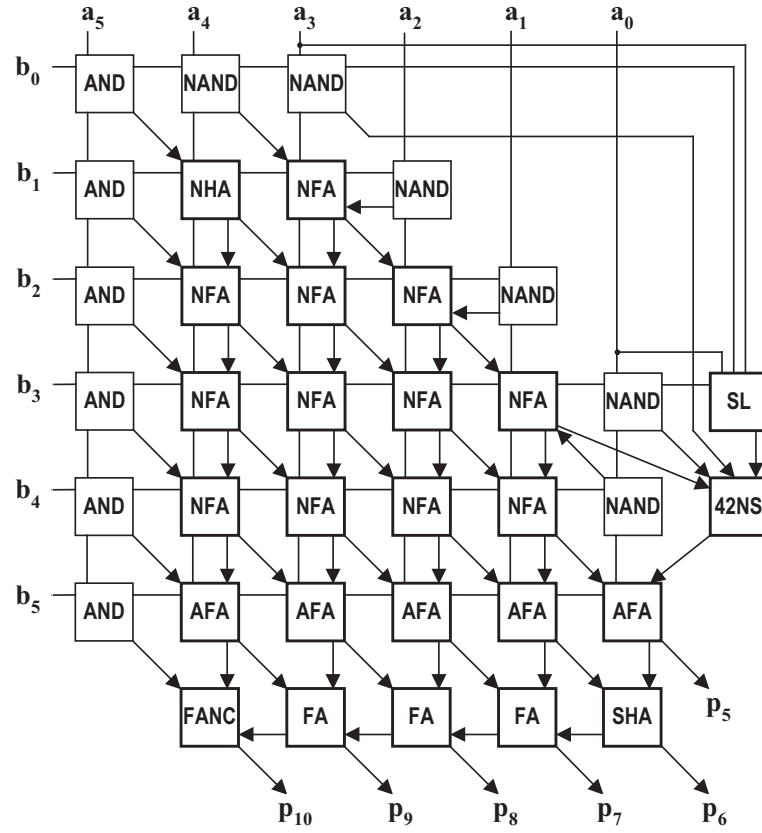 a₅ a₄ a₃ a₂ a₁ a₀
b₀ AND NAND NAND
b₁ AND NHA NFA NAND
b₂ AND NFA NFA NFA NAND
b₃ AND NFA NFA NFA NFA NAND SL
b₄ AND NFA NFA NFA NFA NAND 42NS
b₅ AND AFA AFA AFA AFA AFA
p₅
FANC FA FA FA SHA
p₁₀ p₉ p₈ p₇ p₆